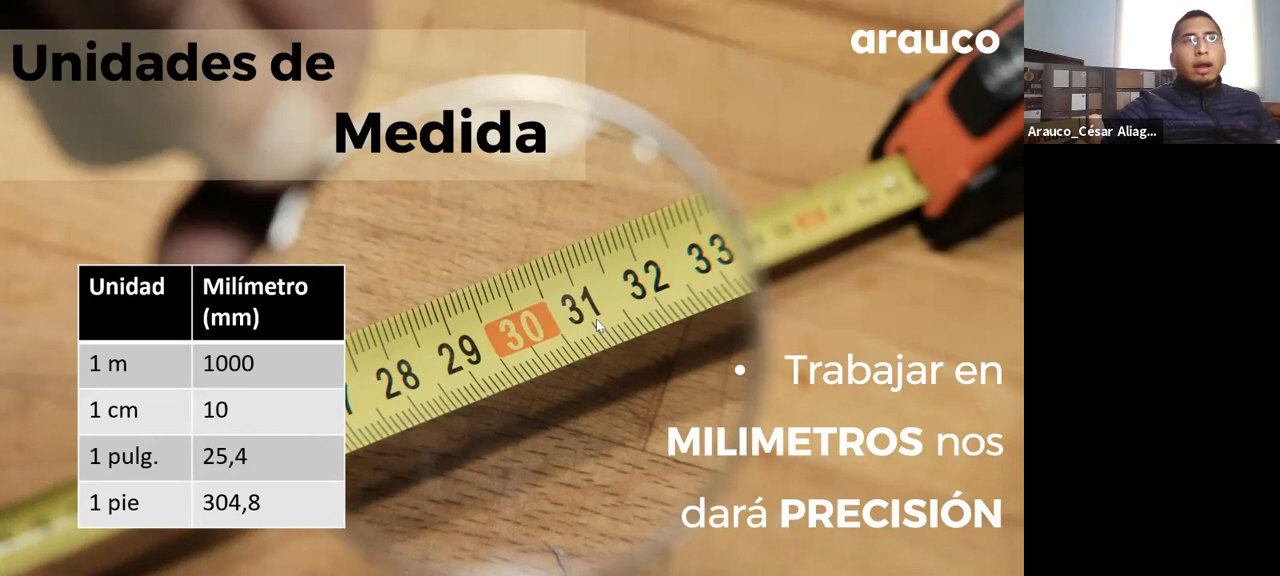 Unidades de
Medida
arauco
Arauco_César Aliag...
Unidad Milímetro (mm)
1 m 1000
1 cm 10
1 pulg. 25,4
1 pie 304,8
28 29 30 31 32 33
• Trabajar en
MILIMETROS nos
dará PRECISIÓN